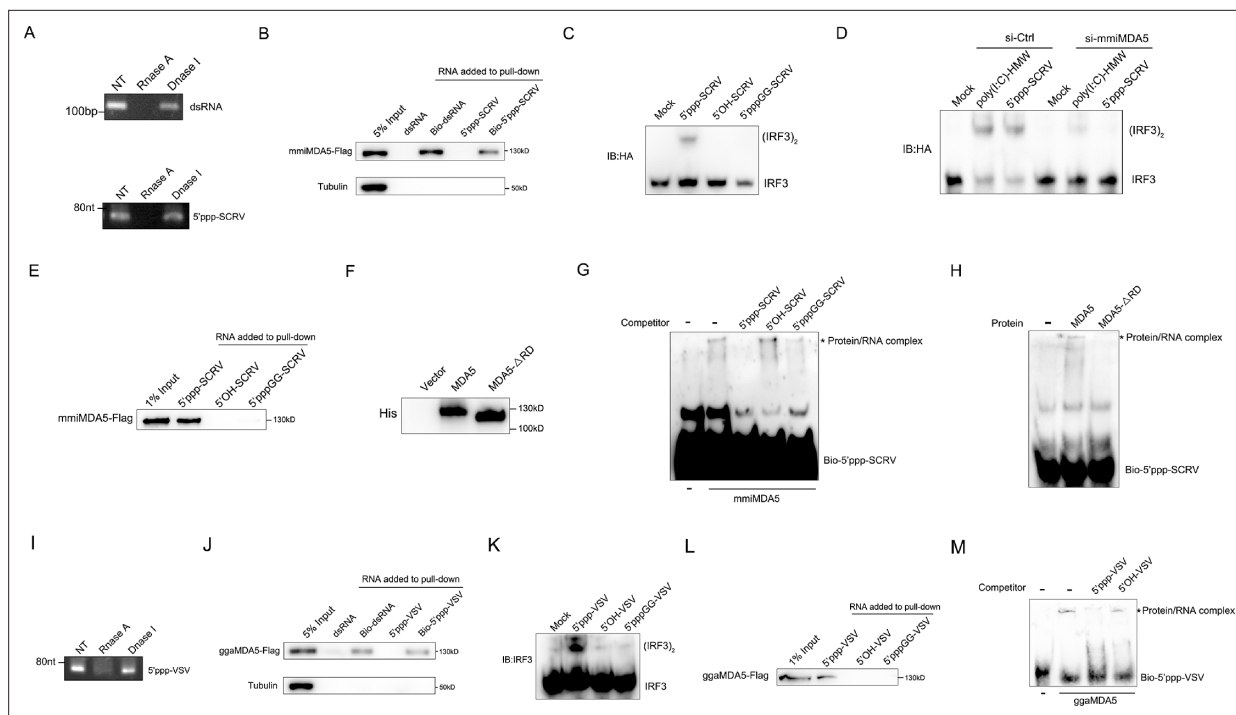 A
NT
Rnase A
Dnase I
100bp
dsRNA
NT
Rnase A
Dnase I
80nt
5'ppp-SCRV
B
RNA added to pull-down
5% Input
dsRNA
Bio-dsRNA
5'ppp-SCRV
Bio-5'ppp-SCRV
mmiMDA5-Flag
130kD
Tubulin
50kD
C
Mock
5'ppp-SCRV
5'OH-SCRV
5'pppGG-SCRV
IB:HA
(IRF3)2
IRF3
D
si-Ctrl
si-mmiMDA5
Mock
poly(I:C)-HMW
5'ppp-SCRV
Mock
poly(I:C)-HMW
5'ppp-SCRV
IB:HA
(IRF3)2
IRF3
E
RNA added to pull-down
1% Input
5'ppp-SCRV
5'OH-SCRV
5'pppGG-SCRV
mmiMDA5-Flag
130kD
F
Vector
MDA5
MDA5-△RD
His
130kD
100kD
G
Competitor
-
-
5'ppp-SCRV
5'OH-SCRV
5'pppGG-SCRV
* Protein/RNA complex
Bio-5'ppp-SCRV
-
mmiMDA5
H
Protein
-
MDA5
MDA5-△RD
* Protein/RNA complex
Bio-5'ppp-SCRV
I
NT
Rnase A
Dnase I
80nt
5'ppp-VSV
J
RNA added to pull-down
5% Input
dsRNA
Bio-dsRNA
5'ppp-VSV
Bio-5'ppp-VSV
ggaMDA5-Flag
130kD
Tubulin
50kD
K
Mock
5'ppp-VSV
5'OH-VSV
5'pppGG-VSV
IB:IRF3
(IRF3)2
IRF3
L
RNA added to pull-down
1% Input
5'ppp-VSV
5'OH-VSV
5'pppGG-VSV
ggaMDA5-Flag
130kD
M
Competitor
-
-
5'ppp-VSV
5'OH-VSV
* Protein/RNA complex
Bio-5'ppp-VSV
-
ggaMDA5